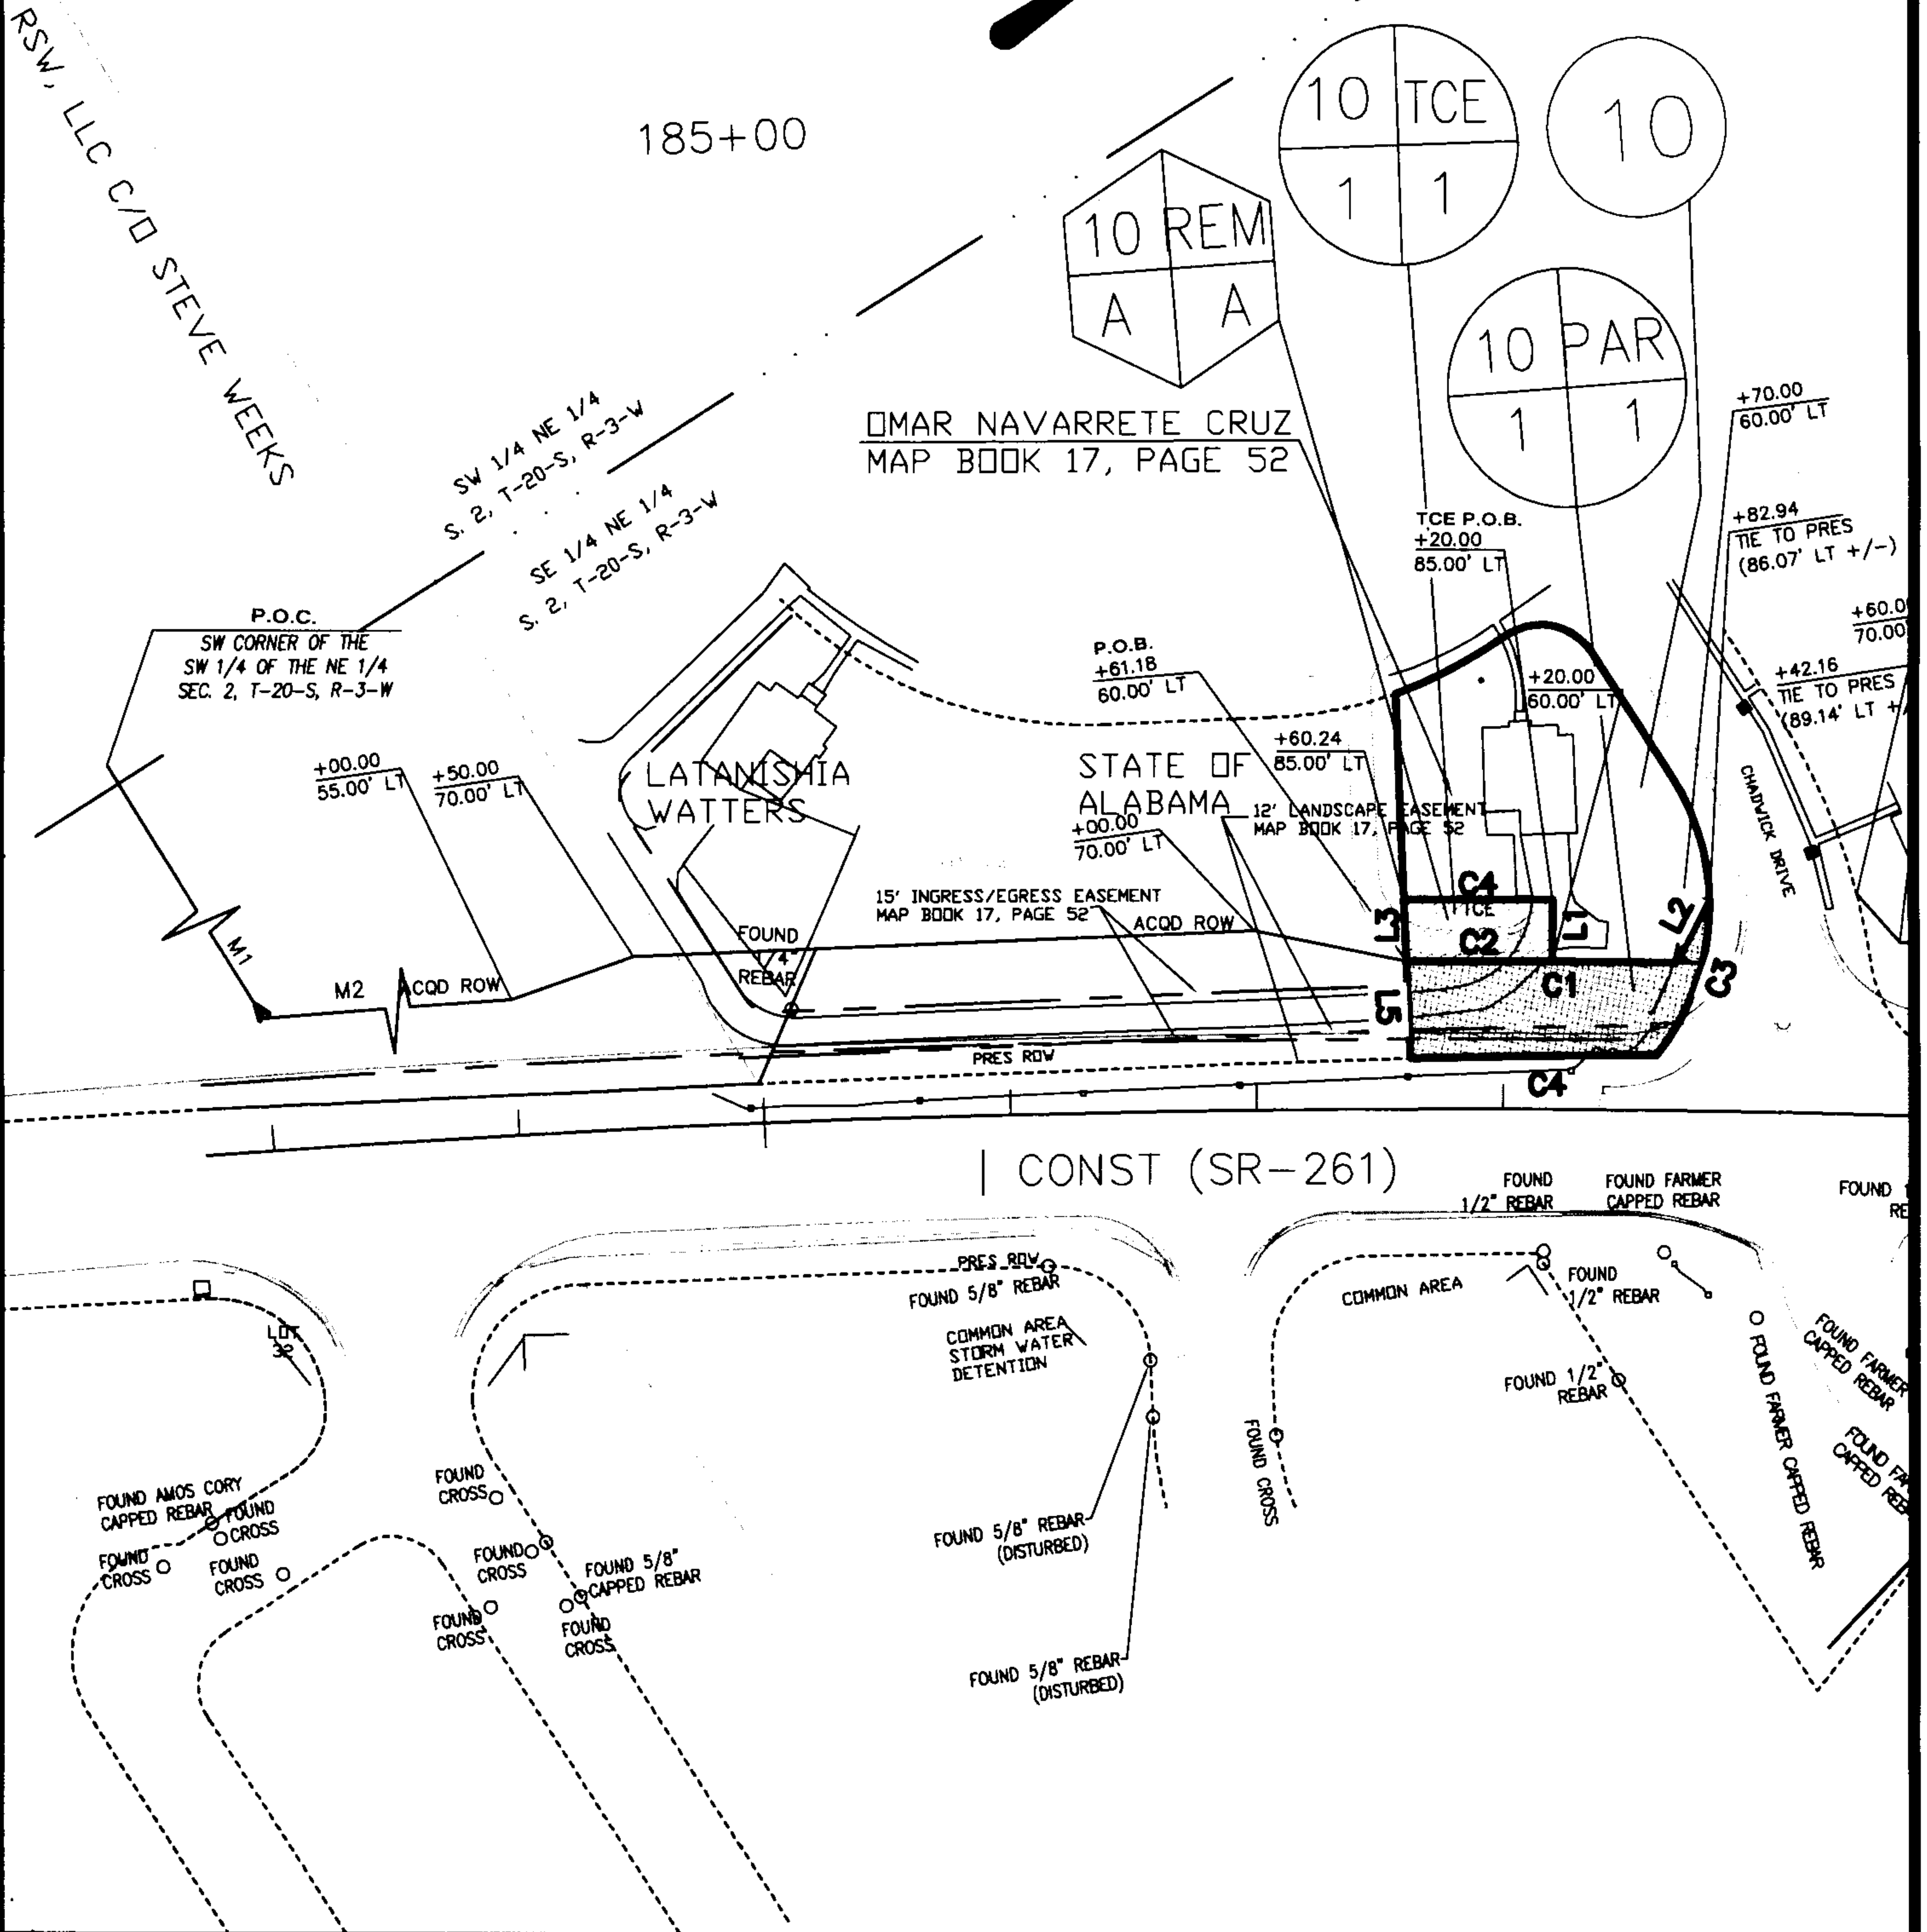 RSW, LLC C/O STEVE WEEKS
185+00
10 TCE
1 1
10
10 REM
A A
10 PAR
1 1
OMAR NAVARRETE CRUZ
MAP BOOK 17, PAGE 52
SW 1/4 NE 1/4
S. 2, T-20-S, R-3-W
SE 1/4 NE 1/4
S. 2, T-20-S, R-3-W
+70.00
60.00' LT
TCE P.O.B.
+20.00
85.00' LT
+82.94
TIE TO PRES
(86.07' LT +/-)
P.O.C.
SW CORNER OF THE
SW 1/4 OF THE NE 1/4
SEC. 2, T-20-S, R-3-W
P.O.B.
+61.18
60.00' LT
+20.00
60.00' LT
+60.0
70.00
+42.16
TIE TO PRES
(89.14' LT +
+00.00
55.00' LT
+50.00
70.00' LT
LATANISHIA
WATTERS
STATE OF
ALABAMA
+60.24
85.00' LT
12' LANDSCAPE EASEMENT
MAP BOOK 17, PAGE 52
+00.00
70.00' LT
CHADWICK DRIVE
15' INGRESS/EGRESS EASEMENT
MAP BOOK 17, PAGE 52
ACQD ROW
C4
TCE
L3
C2
L1
L2
C1
C3
L5
C4
M1
M2
ACQD ROW
FOUND
1/4"
REBAR
PRES ROW
CONST (SR-261)
FOUND
1/2" REBAR
FOUND FARMER
CAPPED REBAR
FOUND 1
RE
PRES ROW
FOUND 5/8" REBAR
COMMON AREA
STORM WATER
DETENTION
COMMON AREA
FOUND
1/2" REBAR
FOUND 1/2"
REBAR
FOUND FARMER CAPPED REBAR
FOUND FARMER
CAPPED REBAR
FOUND FA
CAPPED REB
LOT
32
FOUND CROSS
FOUND AMOS CORY
CAPPED REBAR
FOUND
CROSS
FOUND
CROSS
FOUND
CROSS
FOUND
CROSS
FOUND
CROSS
FOUND 5/8"
CAPPED REBAR
FOUND
CROSS
FOUND
CROSS
FOUND 5/8" REBAR
(DISTURBED)
FOUND 5/8" REBAR
(DISTURBED)